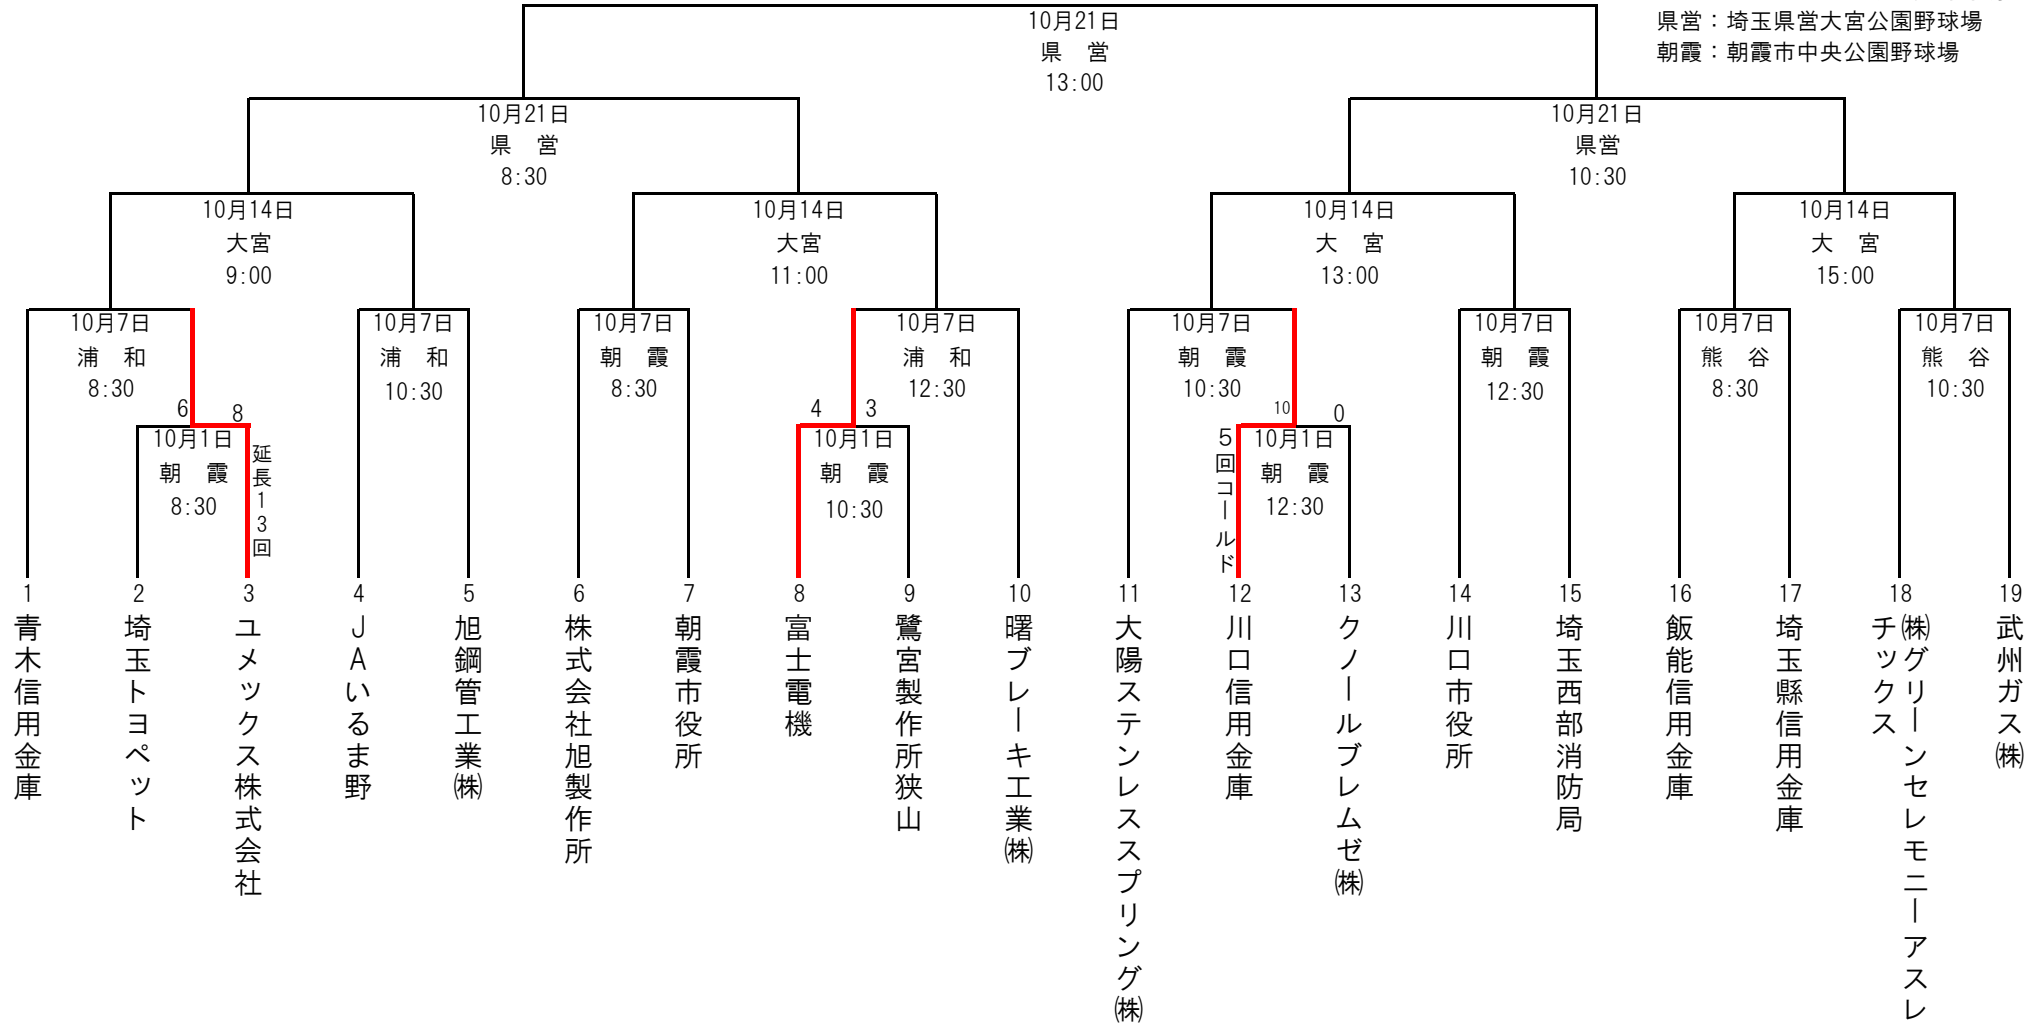 県営：埼玉県営大宮公園野球場
朝霞：朝霞市中央公園野球場
10月21日
県　営
13:00
10月21日
県　営
8:30
10月21日
県営
10:30
10月14日
大宮
9:00
10月14日
大宮
11:00
10月14日
大　宮
13:00
10月14日
大　宮
15:00
10月7日
浦　和
8:30
10月7日
浦　和
10:30
10月7日
朝　霞
8:30
10月7日
浦　和
12:30
10月7日
朝　霞
10:30
10月7日
朝　霞
12:30
10月7日
熊　谷
8:30
10月7日
熊　谷
10:30
6
8
10月1日
朝　霞
8:30
延長13回
4
3
10月1日
朝　霞
10:30
10
0
5回コールド
10月1日
朝　霞
12:30
1
青木信用金庫
2
埼玉トヨペット
3
ユメックス株式会社
4
ＪＡいるま野
5
旭鋼管工業㈱
6
株式会社旭製作所
7
朝霞市役所
8
富士電機
9
鷺宮製作所狭山
10
曙ブレーキ工業㈱
11
大陽ステンレススプリング㈱
12
川口信用金庫
13
クノールブレムゼ㈱
14
川口市役所
15
埼玉西部消防局
16
飯能信用金庫
17
埼玉縣信用金庫
18
㈱グリーンセレモニーアスレ
チックス
19
武州ガス㈱